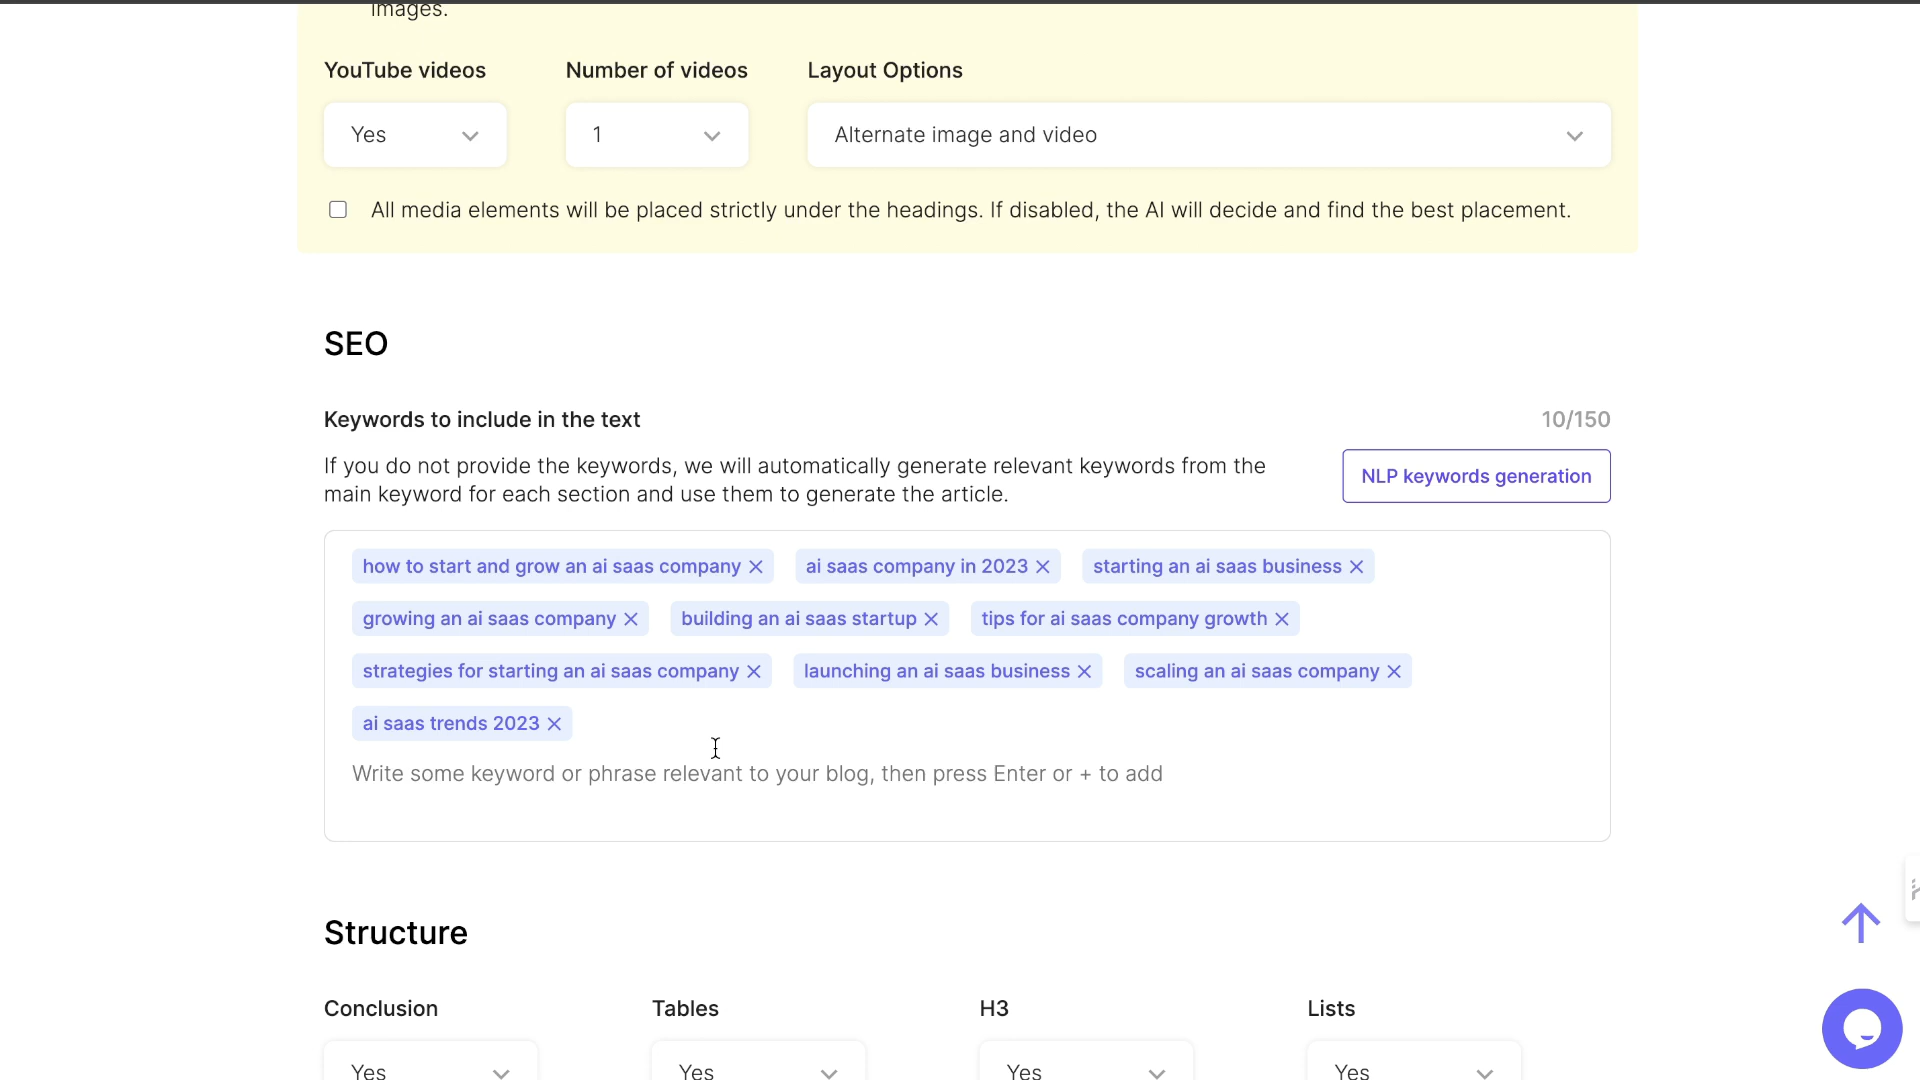 images.
YouTube videos Number of videos Layout Options
Yes 1 Alternate image and video
All media elements will be placed strictly under the headings. If disabled, the AI will decide and find the best placement.
SEO
Keywords to include in the text 10/150
If you do not provide the keywords, we will automatically generate relevant keywords from the
main keyword for each section and use them to generate the article.
NLP keywords generation
how to start and grow an ai saas company ai saas company in 2023 starting an ai saas business
growing an ai saas company building an ai saas startup tips for ai saas company growth
strategies for starting an ai saas company launching an ai saas business scaling an ai saas company
ai saas trends 2023
Write some keyword or phrase relevant to your blog, then press Enter or + to add
Structure
Conclusion Tables H3 Lists
Yes Yes Yes Yes